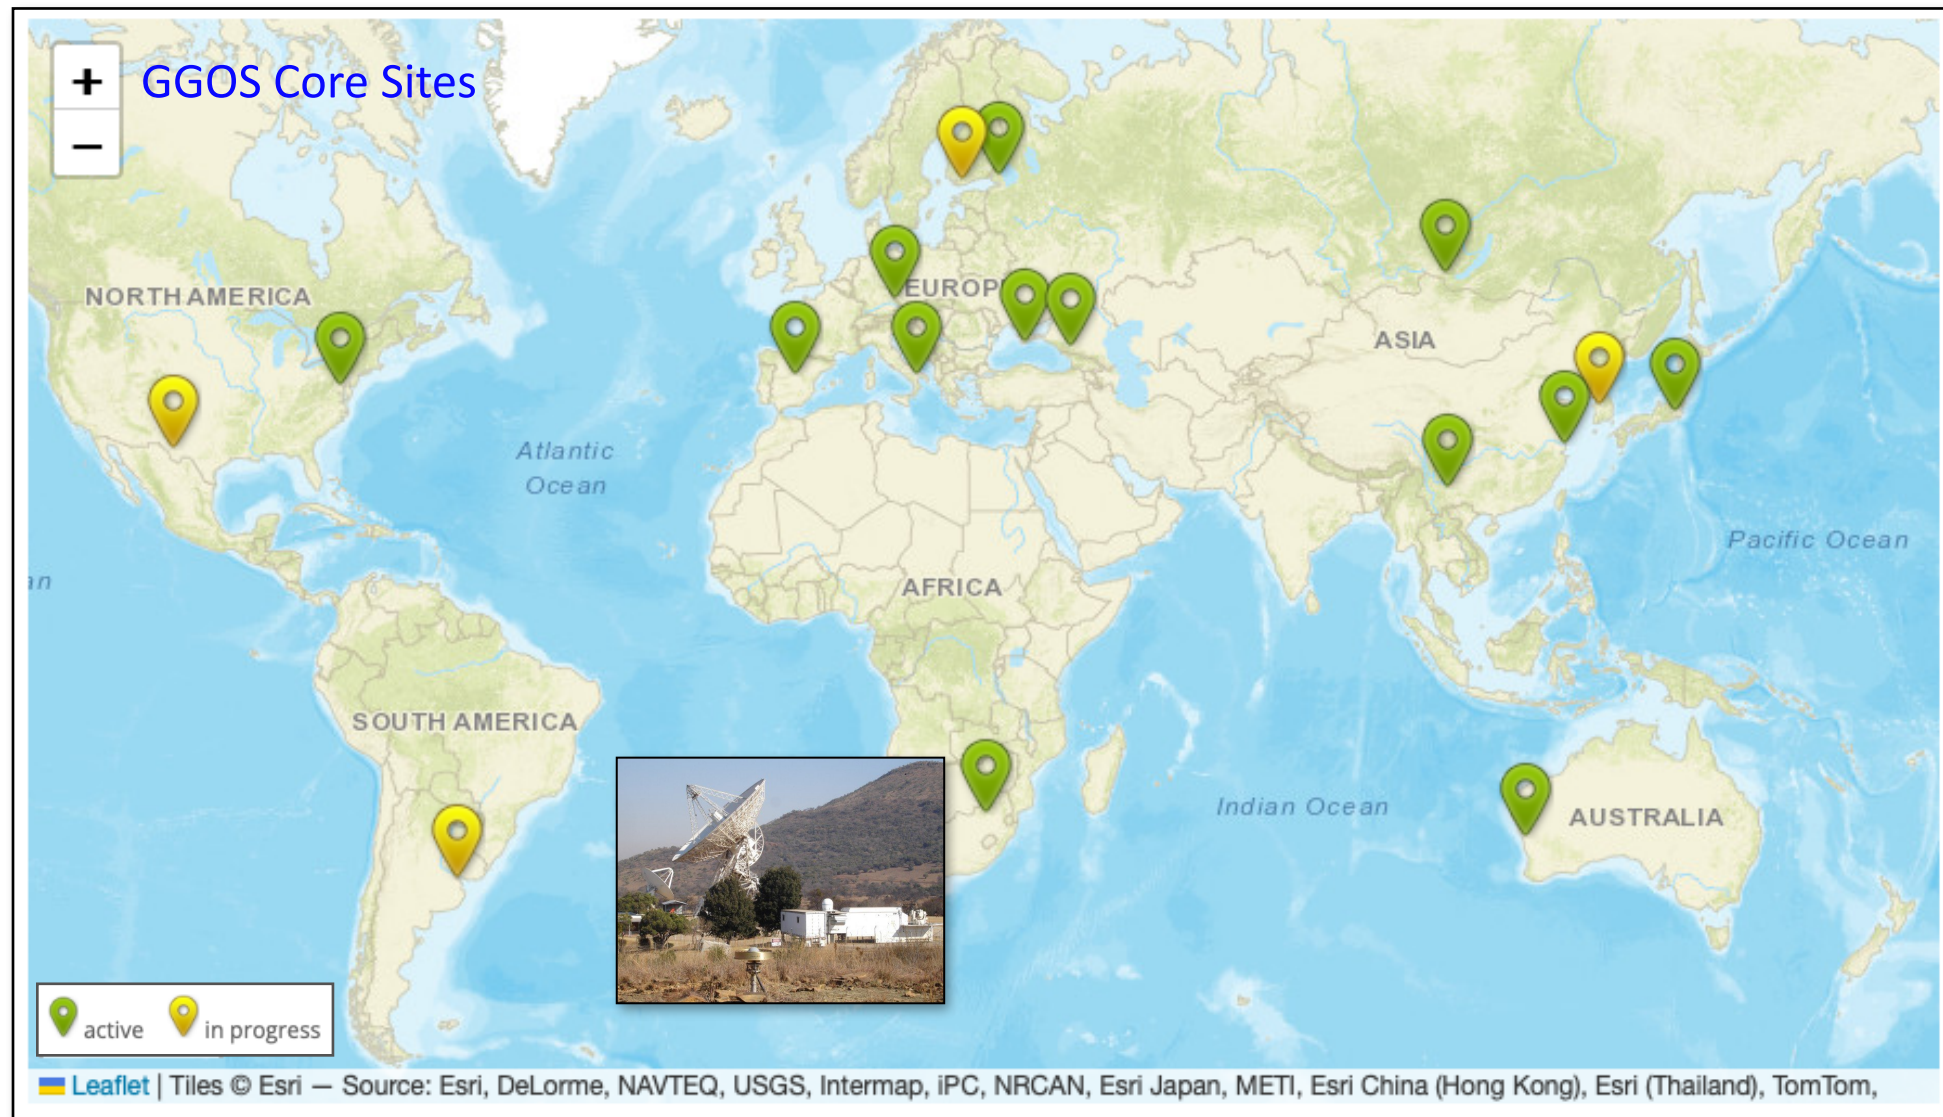 +
GGOS Core Sites
−
NORTH AMERICA
EUROP
ASIA
Atlantic
Ocean
Pacific Ocean
an
AFRICA
SOUTH AMERICA
Indian Ocean
AUSTRALIA
active
in progress
Leaflet | Tiles © Esri — Source: Esri, DeLorme, NAVTEQ, USGS, Intermap, iPC, NRCAN, Esri Japan, METI, Esri China (Hong Kong), Esri (Thailand), TomTom,